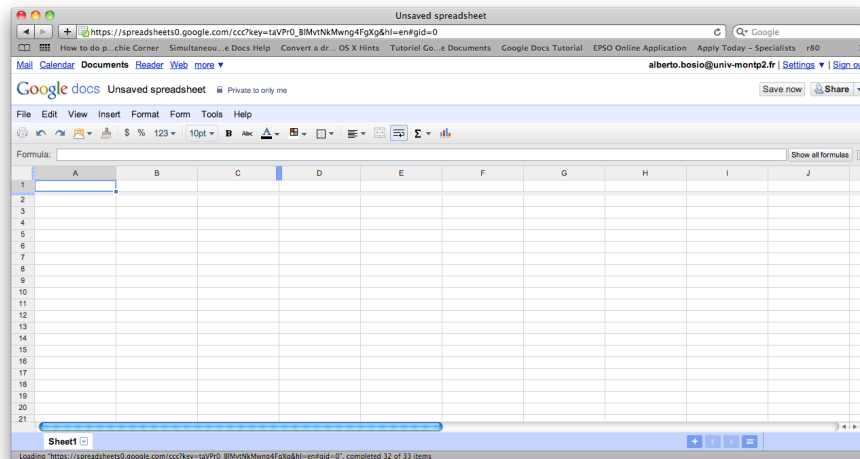 Unsaved spreadsheet
https://spreadsheets0.google.com/ccc?key=taVPr0_BlMvtNkMwng4FgXg&hl=en#gid=0
Google
How to do p...chie Corner Simultaneou...e Docs Help Convert a dr... OS X Hints Tutoriel Go...e Documents Google Docs Tutorial EPSO Online Application Apply Today – Specialists r80
Mail Calendar Documents Reader Web more ▼ alberto.bosio@univ-montp2.fr | Settings ▼ | Sign ou
Google docs Unsaved spreadsheet Private to only me Save now Share
File Edit View Insert Format Form Tools Help
$ % 123 10pt B Abc A Σ
Formula: Show all formulas
A B C D E F G H I J
1
2
3
4
5
6
7
8
9
10
11
12
13
14
15
16
17
18
19
20
21
Sheet1
Loading "https://spreadsheets0.google.com/ccc?key=taVPr0_BlMvtNkMwng4FgXg&hl=en#gid=0", completed 32 of 33 items